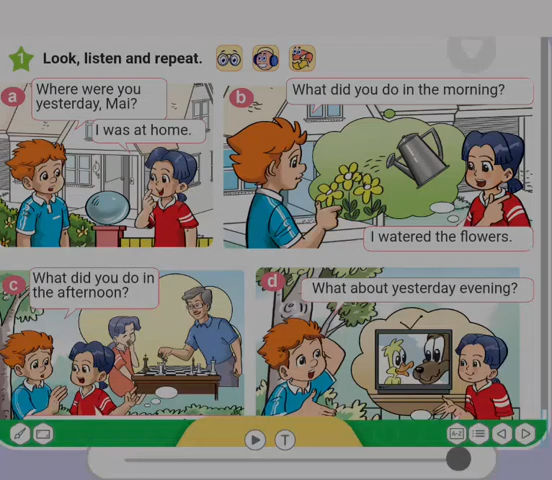 1 Look, listen and repeat.
a
Where were you
yesterday, Mai?
I was at home.
b
What did you do in the morning?
I watered the flowers.
c
What did you do in
the afternoon?
d
What about yesterday evening?
T
A-Z